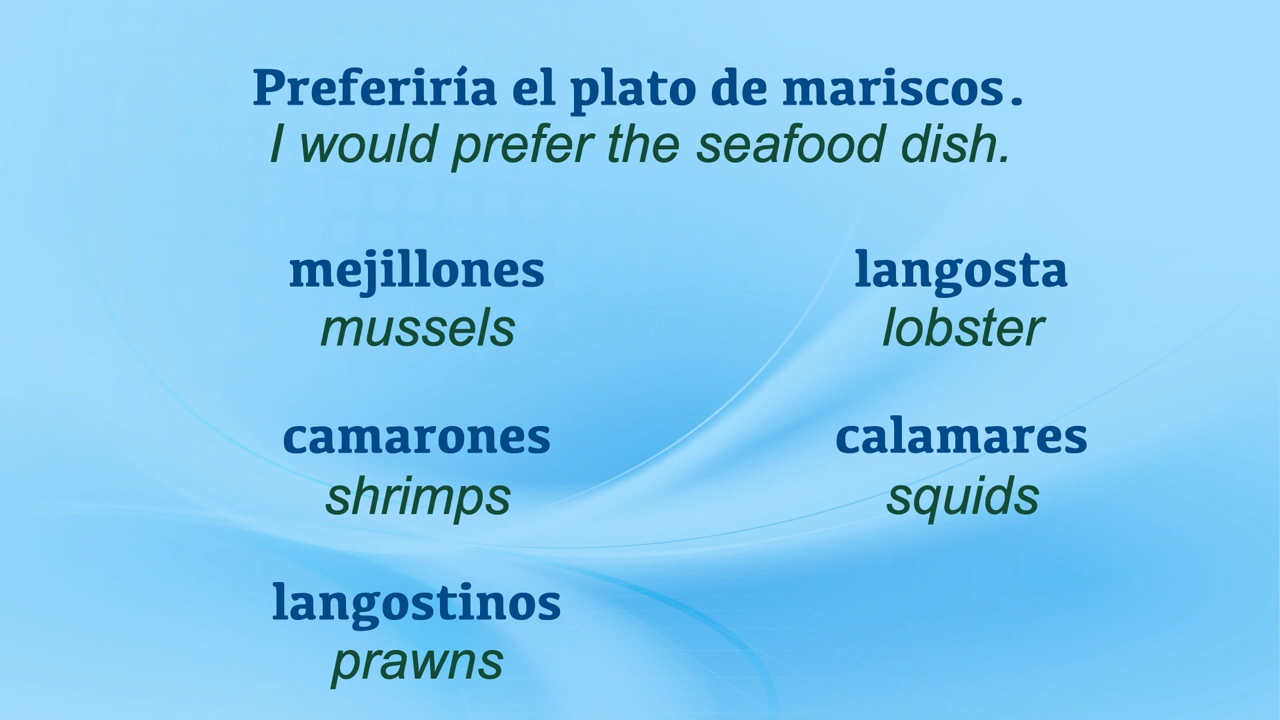 Preferiría el plato de mariscos.
I would prefer the seafood dish.
mejillones
mussels
langosta
lobster
camarones
shrimps
calamares
squids
langostinos
prawns